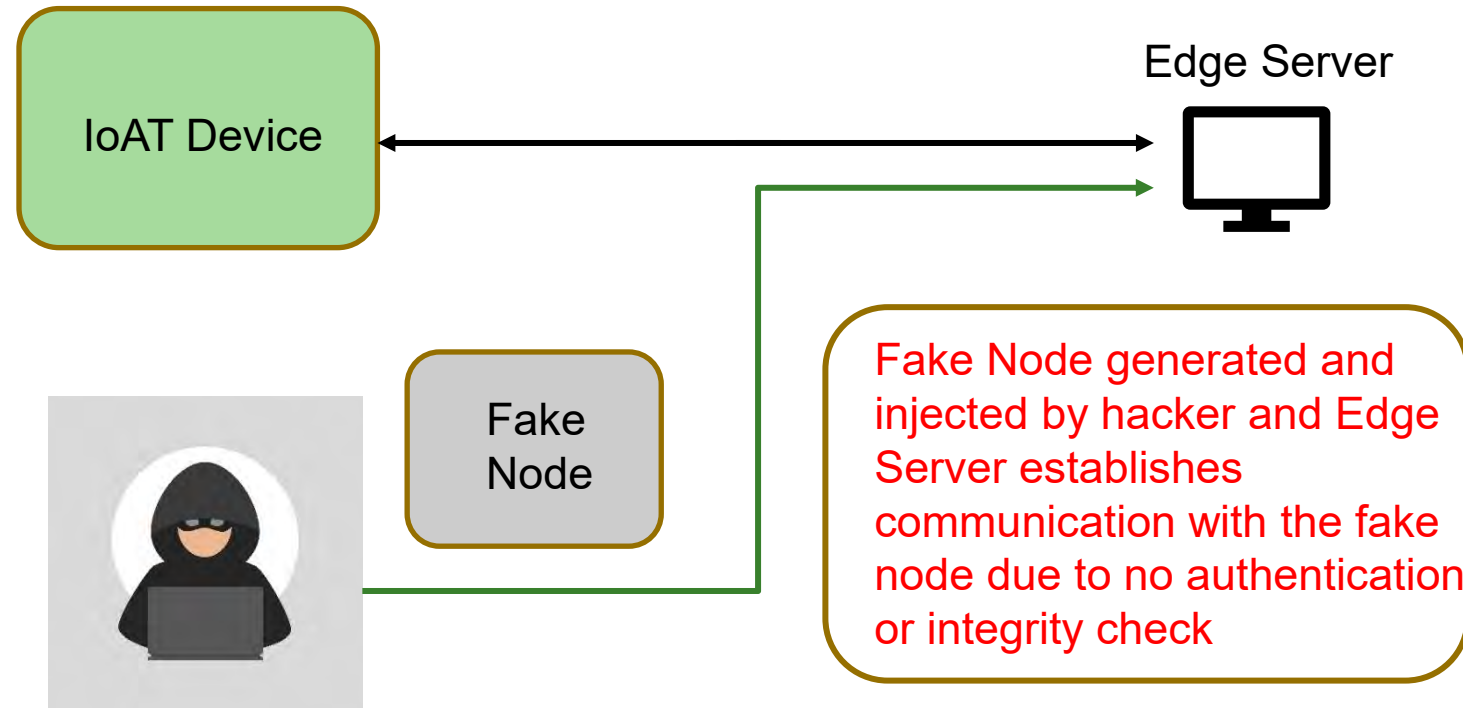 Edge Server
IoAT Device
Fake
Node
Fake Node generated and
injected by hacker and Edge
Server establishes
communication with the fake
node due to no authentication
or integrity check